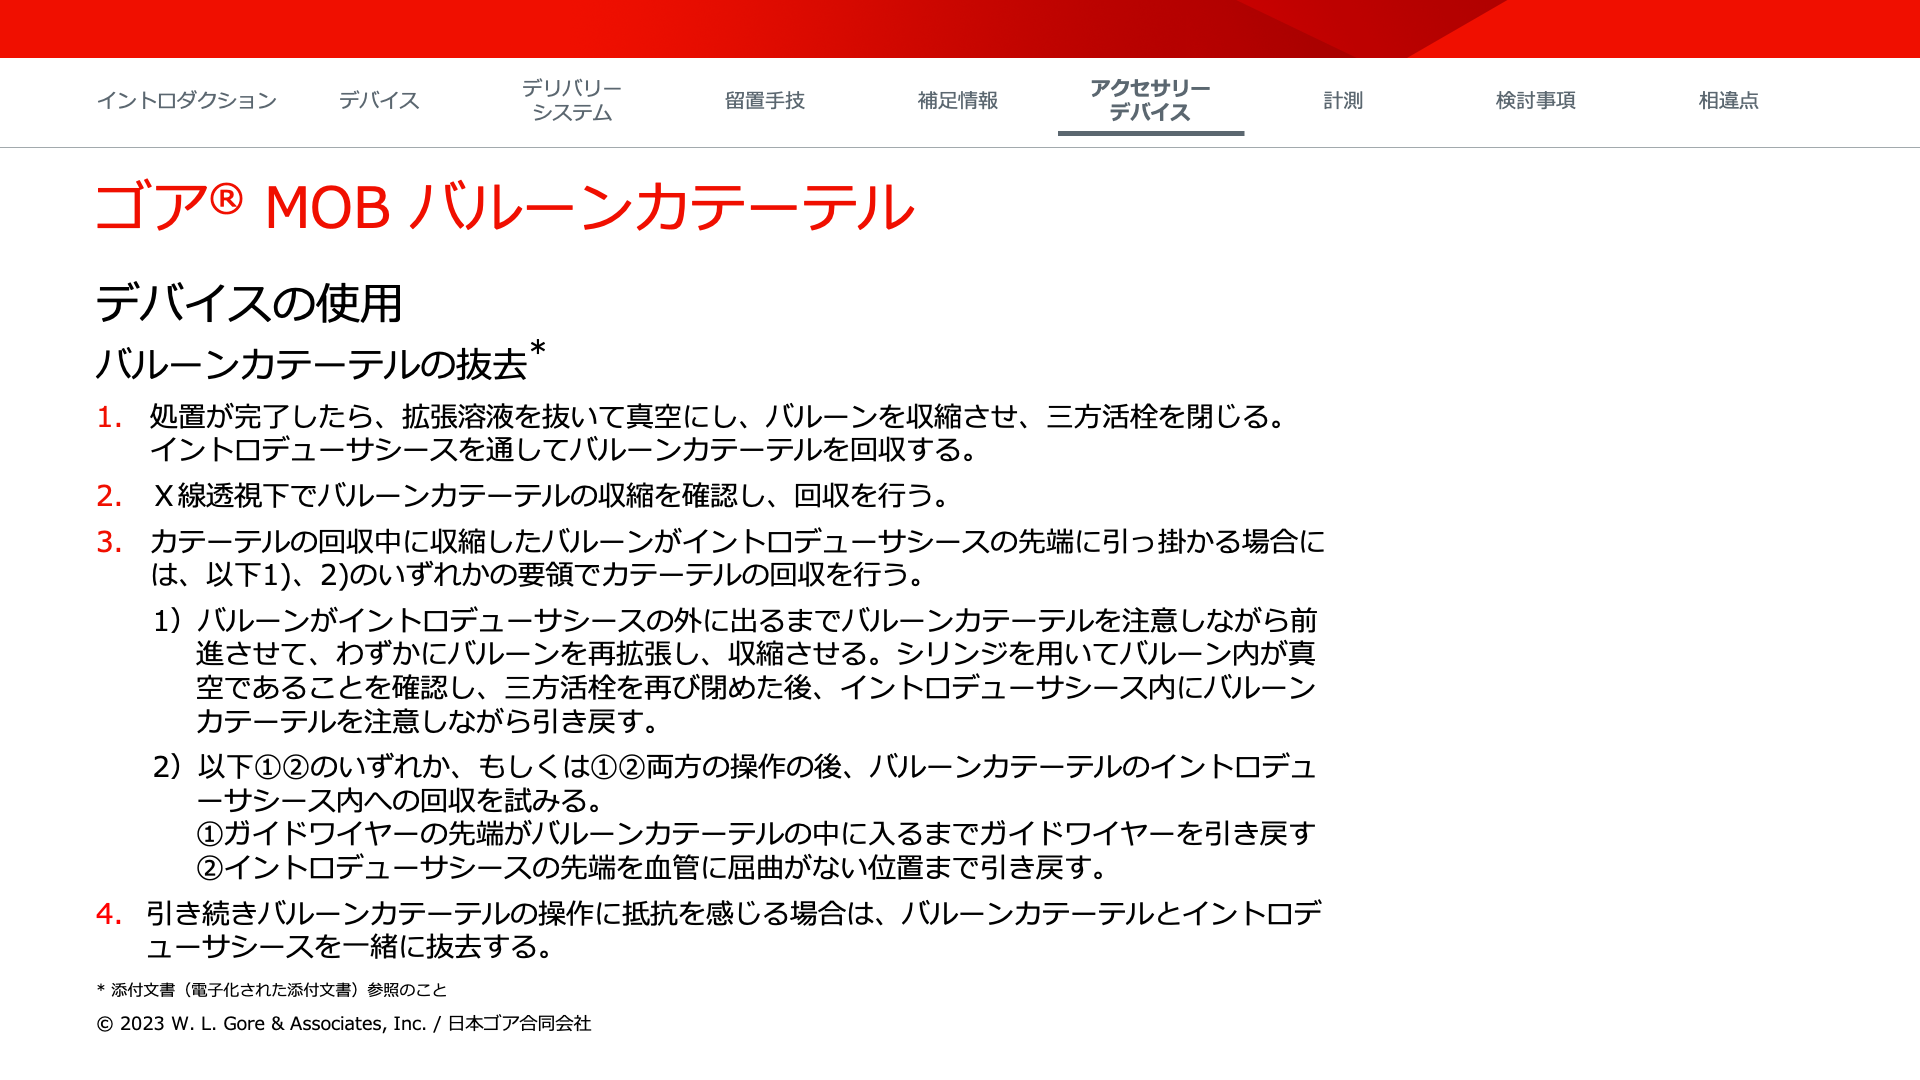 イントロダクション
デバイス
デリバリー
システム
留置手技
補足情報
アクセサリー
デバイス
計測
検討事項
相違点
ゴア® MOB バルーンカテーテル
デバイスの使用
バルーンカテーテルの抜去*
1. 処置が完了したら、拡張溶液を抜いて真空にし、バルーンを収縮させ、三方活栓を閉じる。
イントロデューサシースを通してバルーンカテーテルを回収する。
2. Ｘ線透視下でバルーンカテーテルの収縮を確認し、回収を行う。
3. カテーテルの回収中に収縮したバルーンがイントロデューサシースの先端に引っ掛かる場合に
は、以下1)、2)のいずれかの要領でカテーテルの回収を行う。
1）バルーンがイントロデューサシースの外に出るまでバルーンカテーテルを注意しながら前
進させて、わずかにバルーンを再拡張し、収縮させる。シリンジを用いてバルーン内が真
空であることを確認し、三方活栓を再び閉めた後、イントロデューサシース内にバルーン
カテーテルを注意しながら引き戻す。
2）以下①②のいずれか、もしくは①②両方の操作の後、バルーンカテーテルのイントロデュ
ーサシース内への回収を試みる。
①ガイドワイヤーの先端がバルーンカテーテルの中に入るまでガイドワイヤーを引き戻す
②イントロデューサシースの先端を血管に屈曲がない位置まで引き戻す。
4. 引き続きバルーンカテーテルの操作に抵抗を感じる場合は、バルーンカテーテルとイントロデ
ューサシースを一緒に抜去する。
* 添付文書（電子化された添付文書）参照のこと
© 2023 W. L. Gore & Associates, Inc. / 日本ゴア合同会社